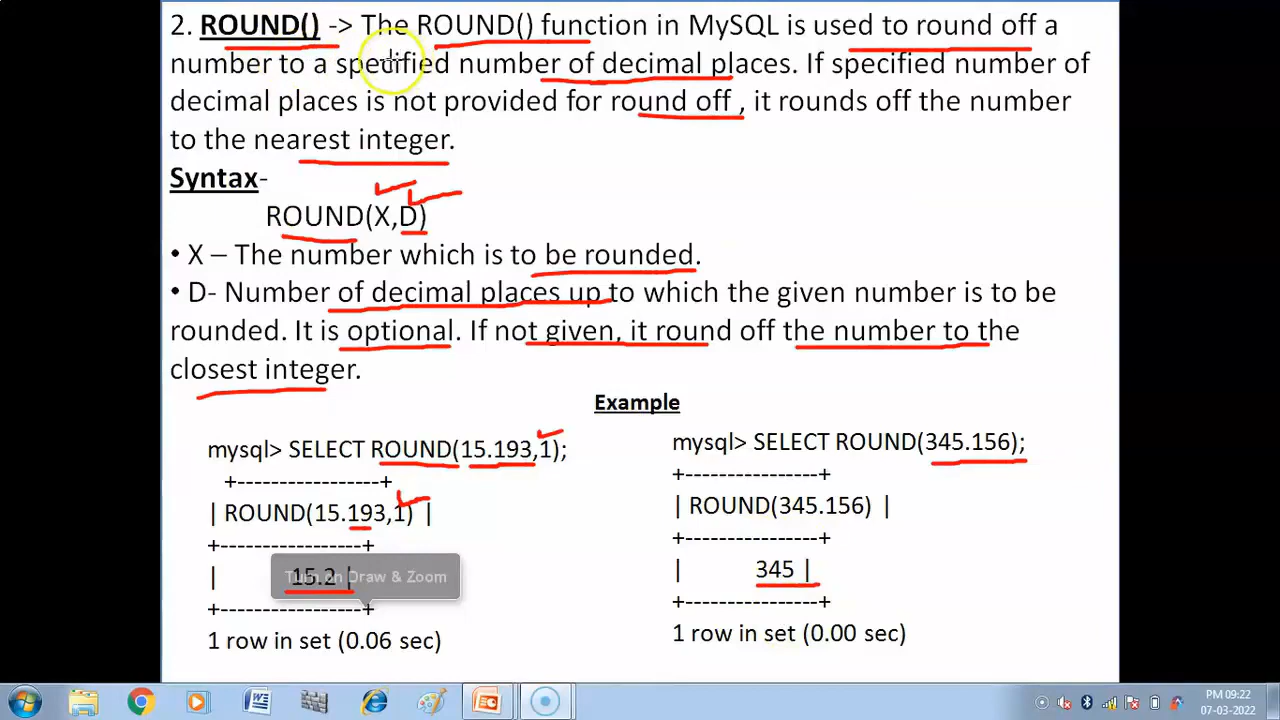 2. ROUND() -> The ROUND() function in MySQL is used to round off a
number to a specified number of decimal places. If specified number of
decimal places is not provided for round off , it rounds off the number
to the nearest integer.
Syntax-
ROUND(X,D)
• X – The number which is to be rounded.
• D- Number of decimal places up to which the given number is to be
rounded. It is optional. If not given, it round off the number to the
closest integer.
Example
mysql> SELECT ROUND(15.193,1);
+-----------------+
| ROUND(15.193,1) |
+-----------------+
| 15.2 |
Turn on Draw & Zoom
+-----------------+
1 row in set (0.06 sec)
mysql> SELECT ROUND(345.156);
+----------------+
| ROUND(345.156) |
+----------------+
| 345 |
+----------------+
1 row in set (0.00 sec)
PM 09:22
07-03-2022